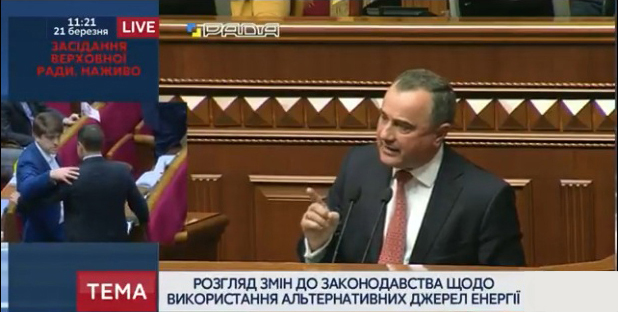 11:21
21 березня
LIVE
ЗАСІДАННЯ
ВЕРХОВНОЇ
РАДИ. НАЖИВО
РАДА
ТЕМА
РОЗГЛЯД ЗМІН ДО ЗАКОНОДАВСТВА ЩОДО
ВИКОРИСТАННЯ АЛЬТЕРНАТИВНИХ ДЖЕРЕЛ ЕНЕРГІЇ